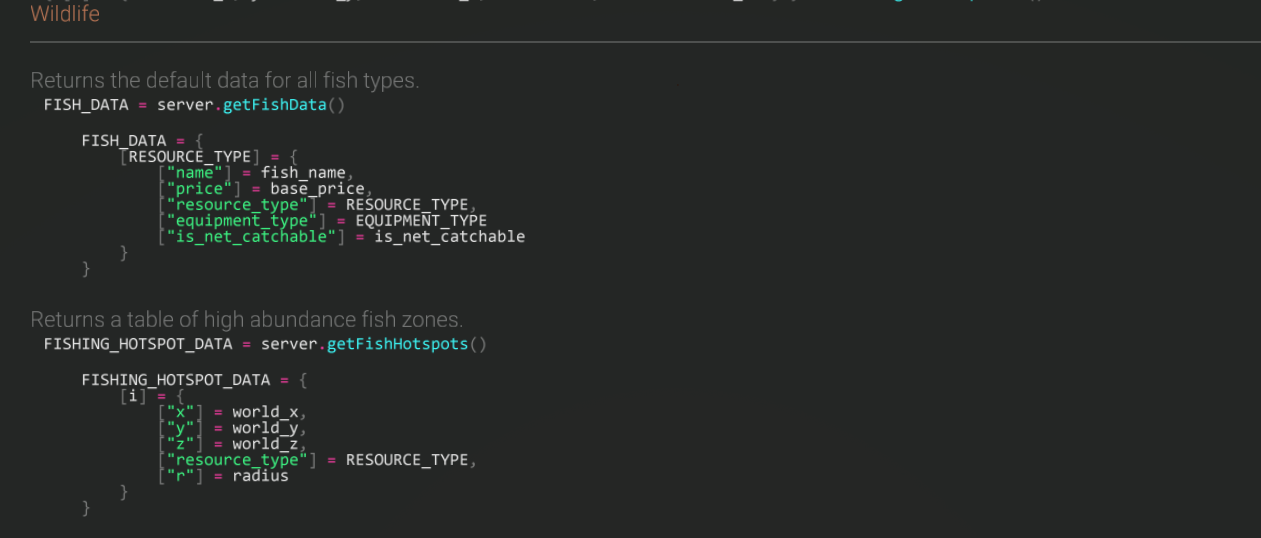 Wildlife
Returns the default data for all fish types.
FISH_DATA = server.getFishData()
FISH_DATA = {
[RESOURCE_TYPE] = {
["name"] = fish_name,
["price"] = base_price,
["resource_type"] = RESOURCE_TYPE,
["equipment_type"] = EQUIPMENT_TYPE
["is_net_catchable"] = is_net_catchable
}
}
Returns a table of high abundance fish zones.
FISHING_HOTSPOT_DATA = server.getFishHotspots()
FISHING_HOTSPOT_DATA = {
[i] = {
["x"] = world_x,
["y"] = world_y,
["z"] = world_z,
["resource_type"] = RESOURCE_TYPE,
["r"] = radius
}
}